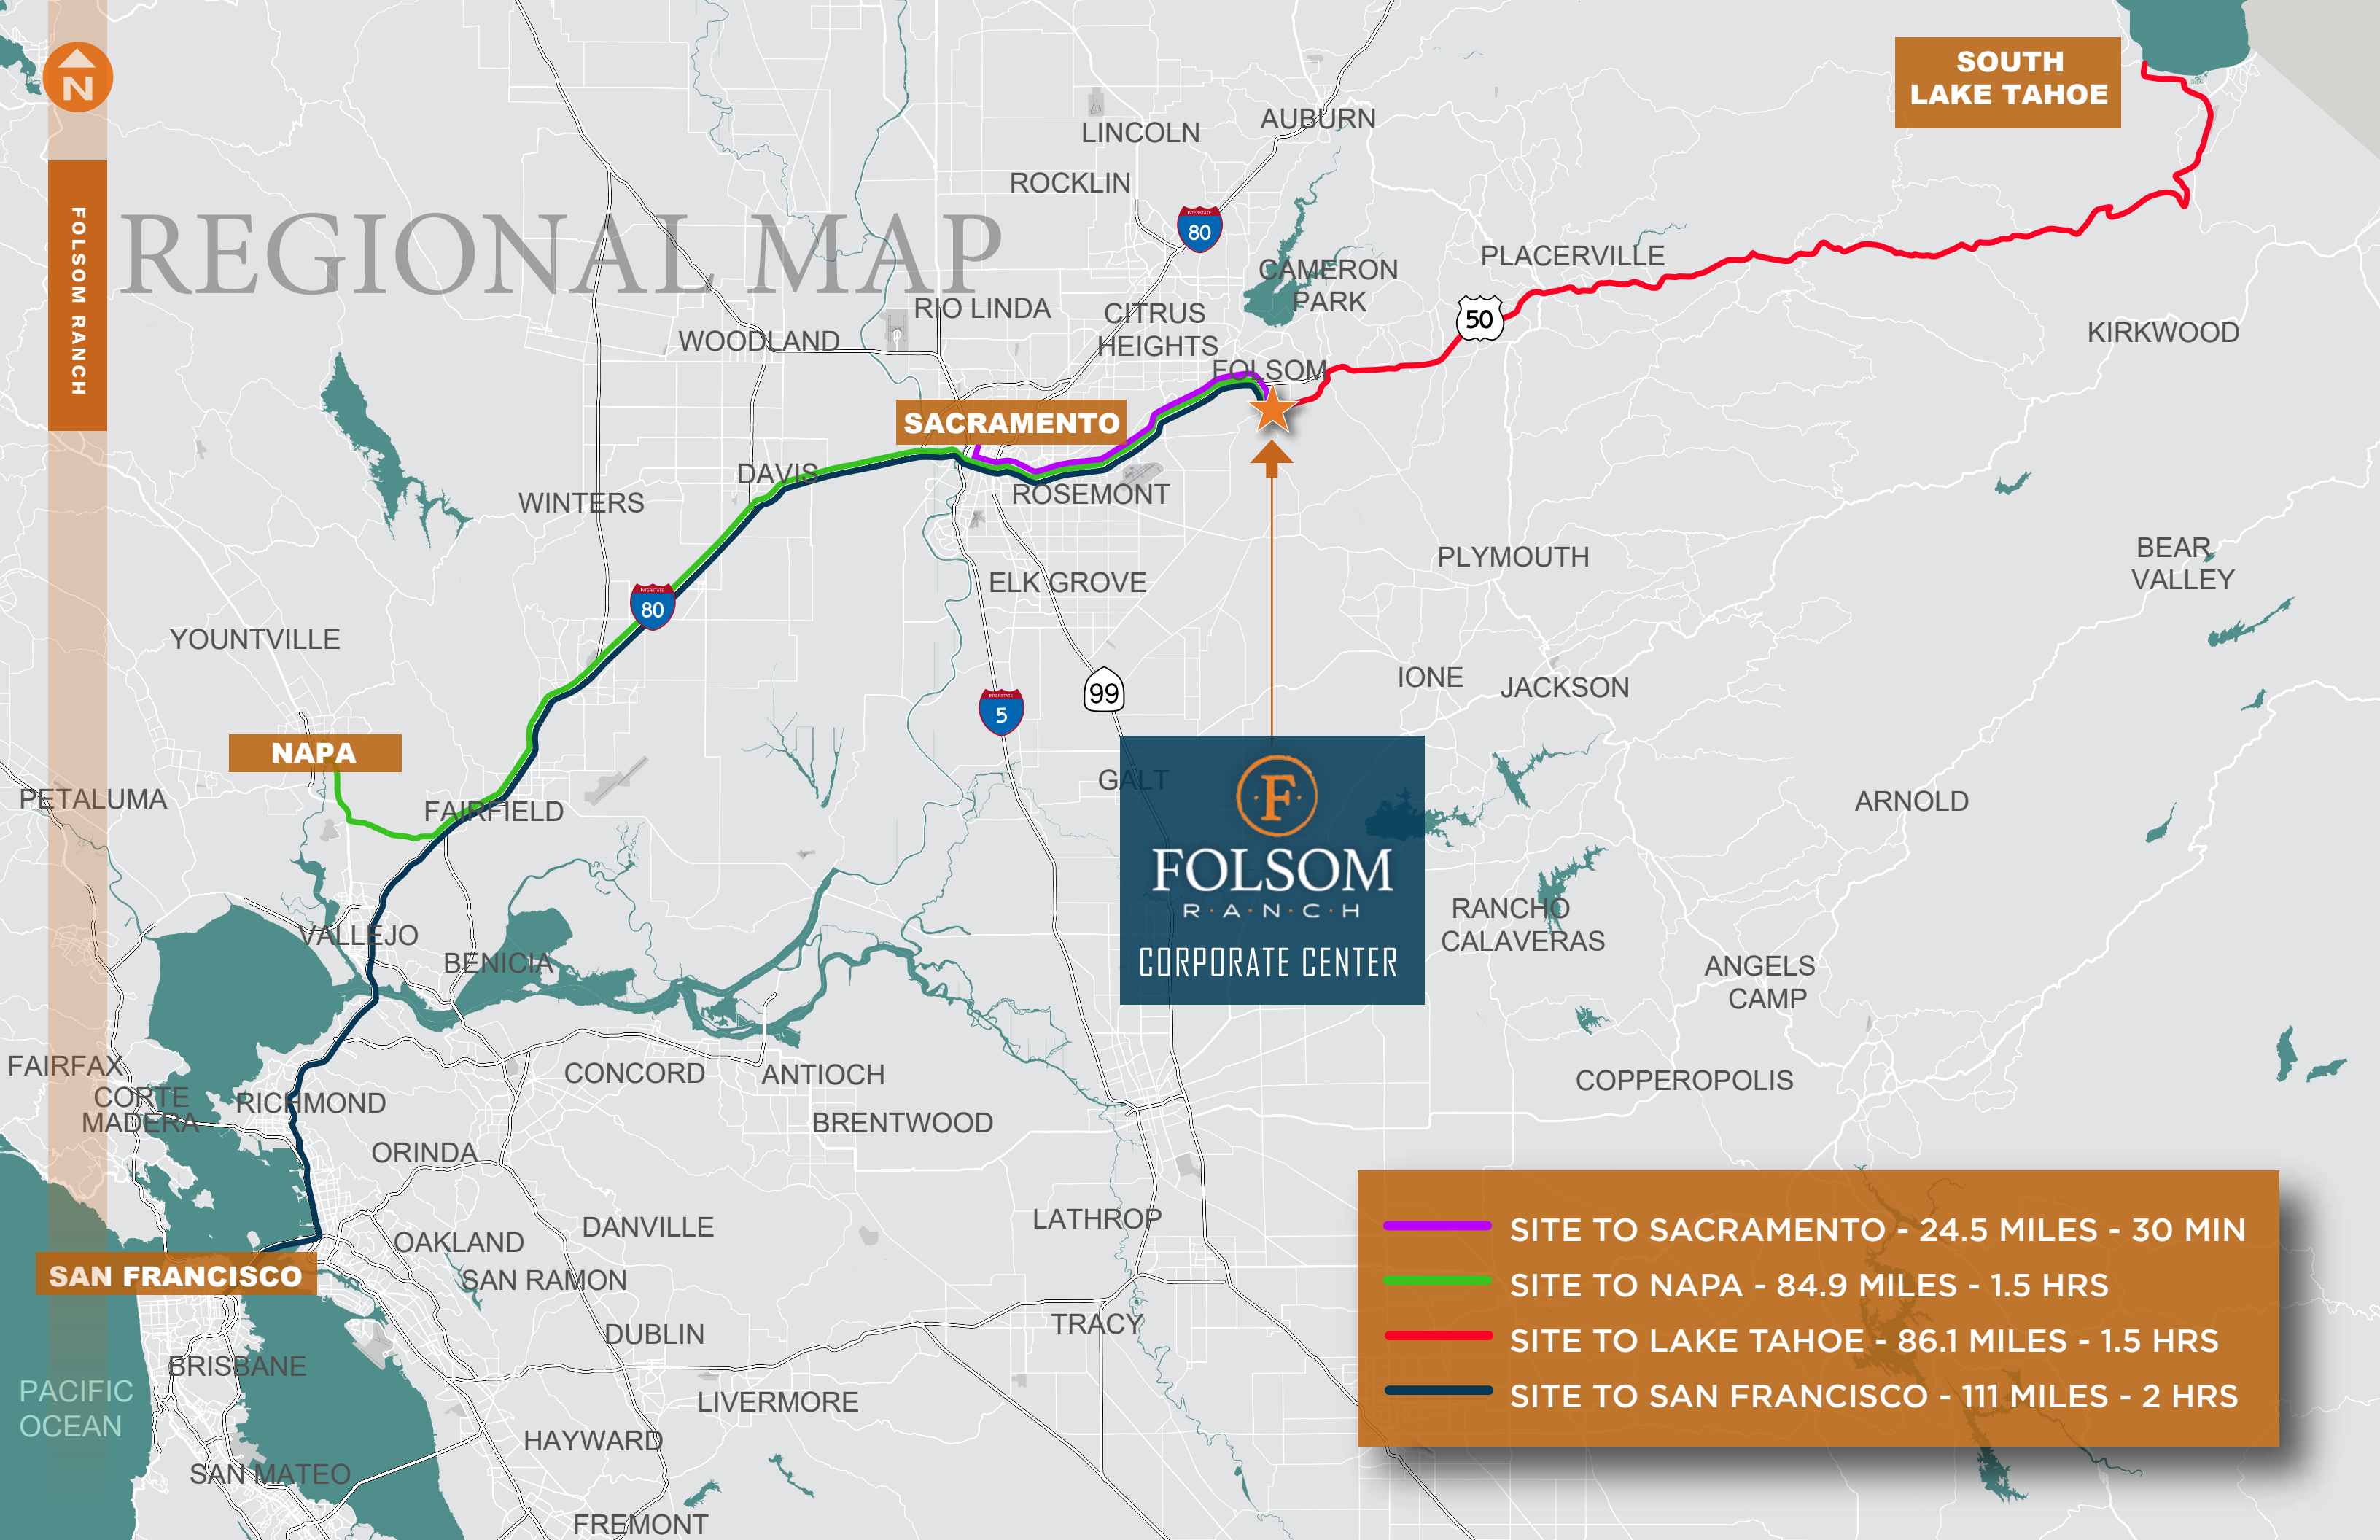 N
FOLSOM RANCH
REGIONAL MAP
SOUTH
LAKE TAHOE
LINCOLN
AUBURN
ROCKLIN
INTERSTATE
80
CAMERON
PARK
PLACERVILLE
RIO LINDA
CITRUS
HEIGHTS
50
KIRKWOOD
WOODLAND
FOLSOM
SACRAMENTO
DAVIS
WINTERS
ROSEMONT
PLYMOUTH
BEAR
VALLEY
ELK GROVE
INTERSTATE
80
YOUNTVILLE
IONE
JACKSON
99
INTERSTATE
5
NAPA
PETALUMA
FAIRFIELD
GALT
ARNOLD
F
FOLSOM
R·A·N·C·H
CORPORATE CENTER
RANCHO
CALAVERAS
VALLEJO
BENICIA
ANGELS
CAMP
FAIRFAX
CORTE
MADERA
RICHMOND
CONCORD
ANTIOCH
COPPEROPOLIS
BRENTWOOD
ORINDA
OAKLAND
DANVILLE
LATHROP
SAN FRANCISCO
SAN RAMON
DUBLIN
TRACY
BRISBANE
PACIFIC
OCEAN
LIVERMORE
HAYWARD
SAN MATEO
FREMONT
SITE TO SACRAMENTO - 24.5 MILES - 30 MIN
SITE TO NAPA - 84.9 MILES - 1.5 HRS
SITE TO LAKE TAHOE - 86.1 MILES - 1.5 HRS
SITE TO SAN FRANCISCO - 111 MILES - 2 HRS